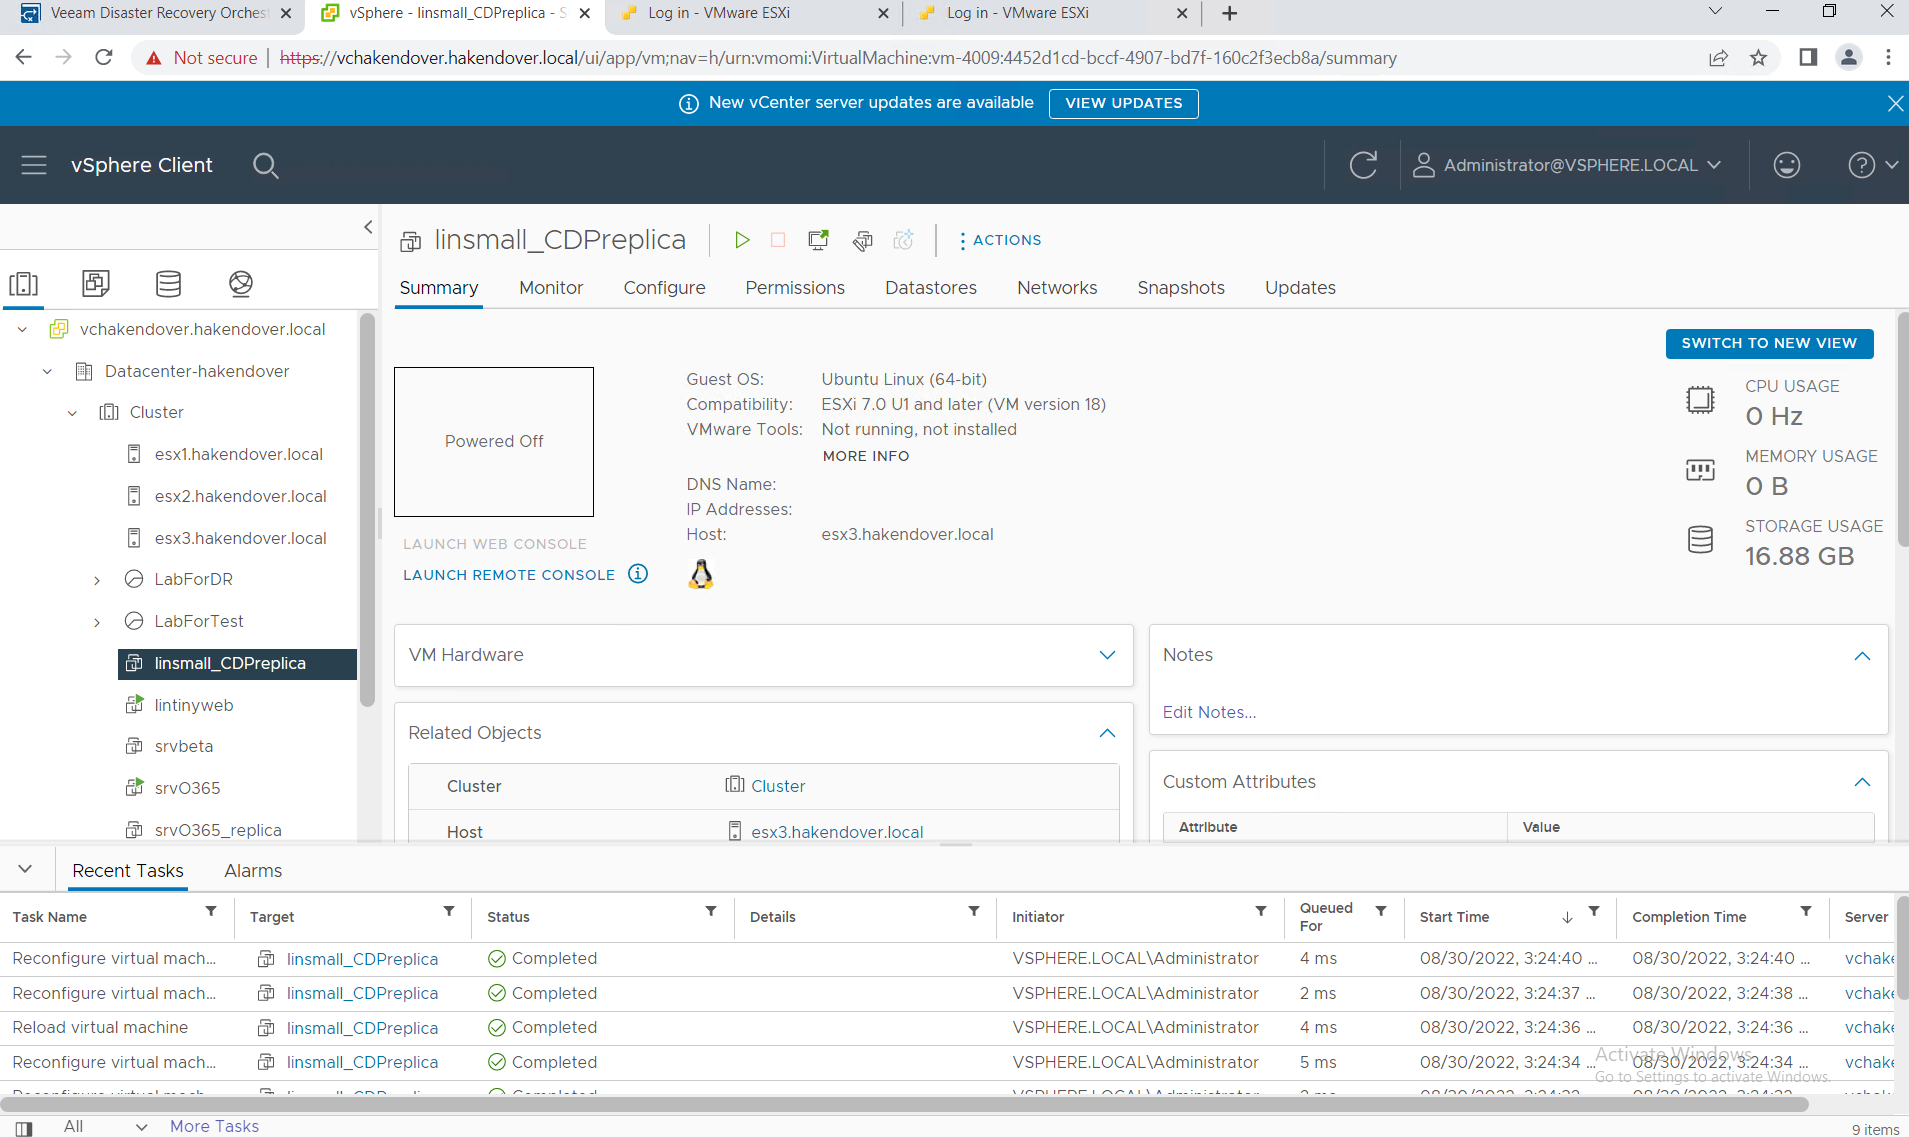 Veeam Disaster Recovery Orchest
vSphere - linsmall_CDPreplica - S
Log in - VMware ESXi
Log in - VMware ESXi
Not secure
https://vchakendover.hakendover.local/ui/app/vm;nav=h/urn:vmomi:VirtualMachine:vm-4009:4452d1cd-bccf-4907-bd7f-160c2f3ecb8a/summary
New vCenter server updates are available
VIEW UPDATES
vSphere Client
Administrator@VSPHERE.LOCAL
vchakendover.hakendover.local
Datacenter-hakendover
Cluster
esx1.hakendover.local
esx2.hakendover.local
esx3.hakendover.local
LabForDR
LabForTest
linsmall_CDPreplica
lintinyweb
srvbeta
srvO365
srvO365_replica
linsmall_CDPreplica
ACTIONS
Summary Monitor Configure Permissions Datastores Networks Snapshots Updates
SWITCH TO NEW VIEW
Powered Off
LAUNCH WEB CONSOLE
LAUNCH REMOTE CONSOLE
Guest OS: Ubuntu Linux (64-bit)
Compatibility: ESXi 7.0 U1 and later (VM version 18)
VMware Tools: Not running, not installed
MORE INFO
DNS Name:
IP Addresses:
Host: esx3.hakendover.local
CPU USAGE
0 Hz
MEMORY USAGE
0 B
STORAGE USAGE
16.88 GB
VM Hardware
Related Objects
Cluster Cluster
Host esx3.hakendover.local
Notes
Edit Notes...
Custom Attributes
Attribute Value
Recent Tasks Alarms
Task Name Target Status Details Initiator Queued For Start Time Completion Time Server
Reconfigure virtual mach... linsmall_CDPreplica Completed VSPHERE.LOCAL\Administrator 4 ms 08/30/2022, 3:24:40 ... 08/30/2022, 3:24:40 ... vchake
Reconfigure virtual mach... linsmall_CDPreplica Completed VSPHERE.LOCAL\Administrator 2 ms 08/30/2022, 3:24:37 ... 08/30/2022, 3:24:38 ... vchake
Reload virtual machine linsmall_CDPreplica Completed VSPHERE.LOCAL\Administrator 4 ms 08/30/2022, 3:24:36 ... 08/30/2022, 3:24:36 ... vchake
Reconfigure virtual mach... linsmall_CDPreplica Completed VSPHERE.LOCAL\Administrator 5 ms 08/30/2022, 3:24:34 ... 08/30/2022, 3:24:34 ... vchake
Activate Windows
Go to Settings to activate Windows.
All
More Tasks
9 items